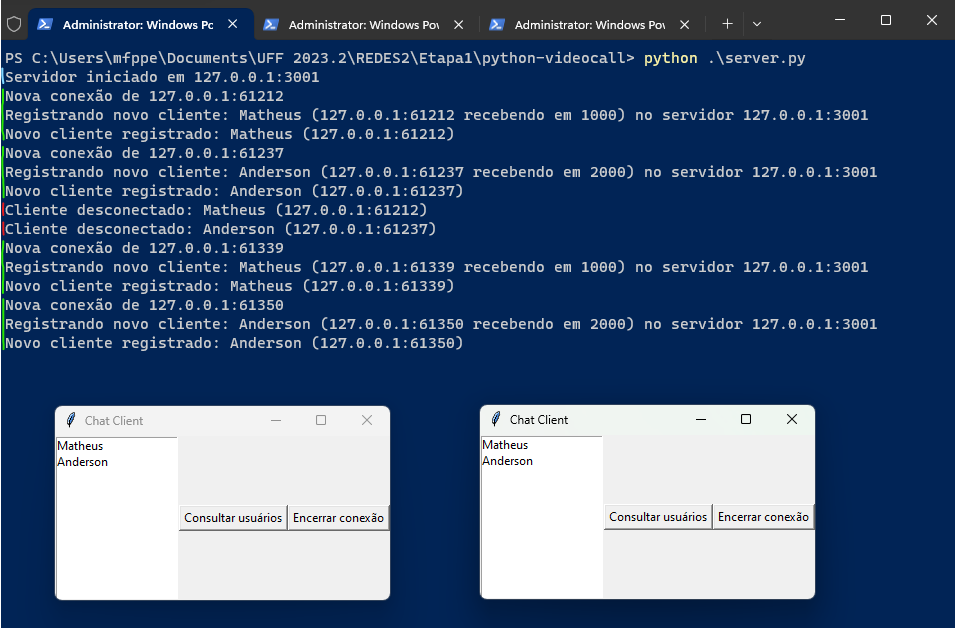 Administrator: Windows Pc
Administrator: Windows Pov
Administrator: Windows Pov
PS C:\Users\mfppe\Documents\UFF 2023.2\REDES2\Etapa1\python-videocall> python .\server.py
Servidor iniciado em 127.0.0.1:3001
Nova conexão de 127.0.0.1:61212
Registrando novo cliente: Matheus (127.0.0.1:61212 recebendo em 1000) no servidor 127.0.0.1:3001
Novo cliente registrado: Matheus (127.0.0.1:61212)
Nova conexão de 127.0.0.1:61237
Registrando novo cliente: Anderson (127.0.0.1:61237 recebendo em 2000) no servidor 127.0.0.1:3001
Novo cliente registrado: Anderson (127.0.0.1:61237)
Cliente desconectado: Matheus (127.0.0.1:61212)
Cliente desconectado: Anderson (127.0.0.1:61237)
Nova conexão de 127.0.0.1:61339
Registrando novo cliente: Matheus (127.0.0.1:61339 recebendo em 1000) no servidor 127.0.0.1:3001
Novo cliente registrado: Matheus (127.0.0.1:61339)
Nova conexão de 127.0.0.1:61350
Registrando novo cliente: Anderson (127.0.0.1:61350 recebendo em 2000) no servidor 127.0.0.1:3001
Novo cliente registrado: Anderson (127.0.0.1:61350)
Chat Client
Matheus
Anderson
Consultar usuários
Encerrar conexão
Chat Client
Matheus
Anderson
Consultar usuários
Encerrar conexão